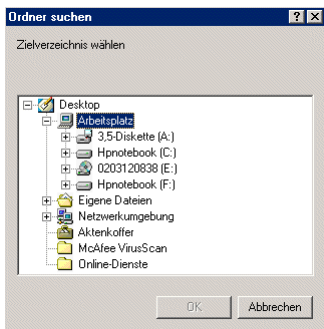 Ordner suchen
Zielverzeichnis wählen
Desktop
Arbeitsplatz
3,5-Diskette (A:)
Hpnotebook (C:)
0203120838 (E:)
Hpnotebook (F:)
Eigene Dateien
Netzwerkumgebung
Aktenkoffer
McAfee VirusScan
Online-Dienste
OK
Abbrechen